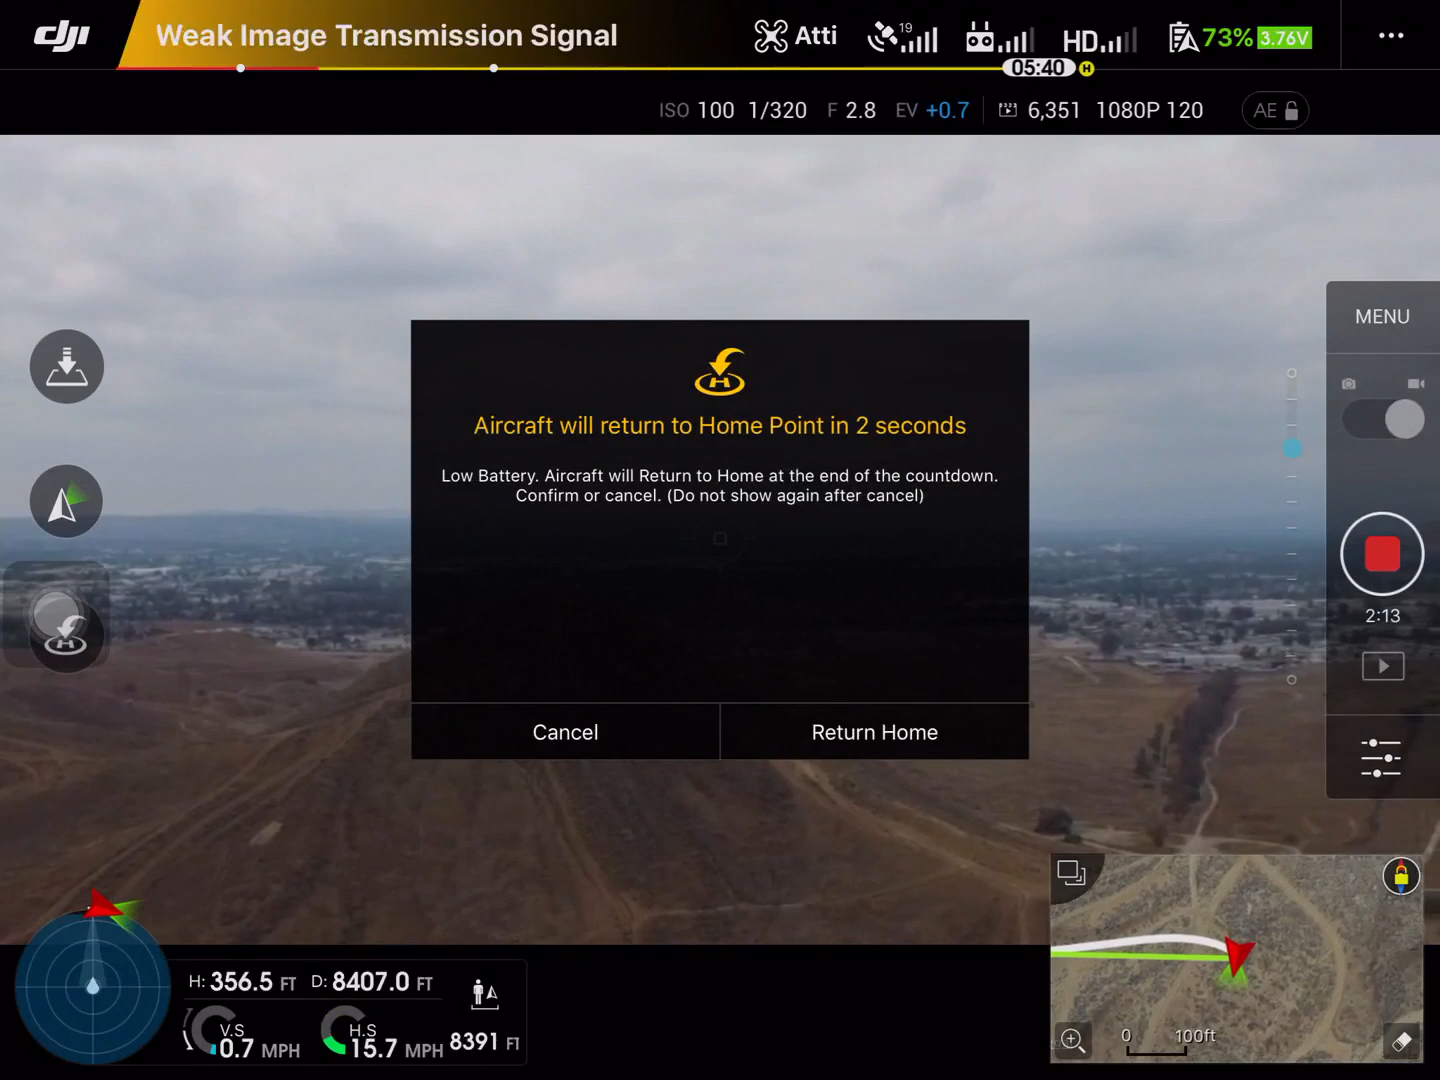 dji
Weak Image Transmission Signal
Atti
19
HD
73% 3.76V
05:40 H
ISO 100 1/320 F 2.8 EV +0.7 6,351 1080P 120 AE
MENU
H
Aircraft will return to Home Point in 2 seconds
Low Battery. Aircraft will Return to Home at the end of the countdown.
Confirm or cancel. (Do not show again after cancel)
H
2:13
Cancel
Return Home
H: 356.5 FT D: 8407.0 FT
V.S
0.7 MPH
H.S
15.7 MPH
8391 FT
0 100ft